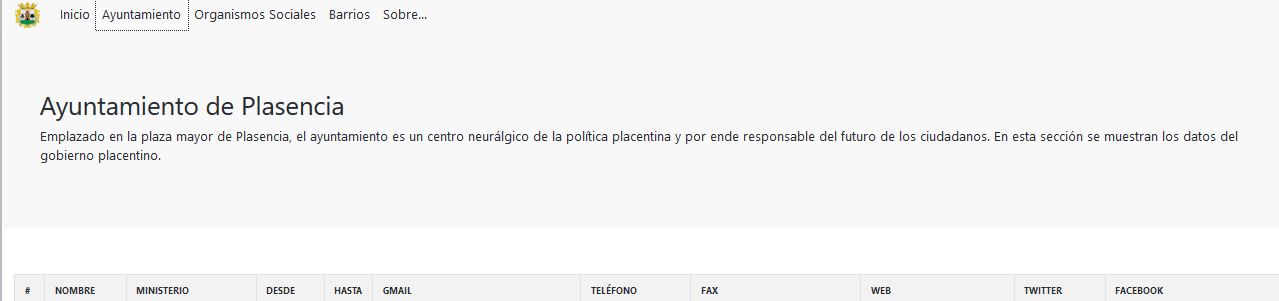 Inicio Ayuntamiento Organismos Sociales Barrios Sobre...
Ayuntamiento de Plasencia
Emplazado en la plaza mayor de Plasencia, el ayuntamiento es un centro neurálgico de la política placentina y por ende responsable del futuro de los ciudadanos. En esta sección se muestran los datos del
gobierno placentino.
# NOMBRE MINISTERIO DESDE HASTA GMAIL TELÉFONO FAX WEB TWITTER FACEBOOK